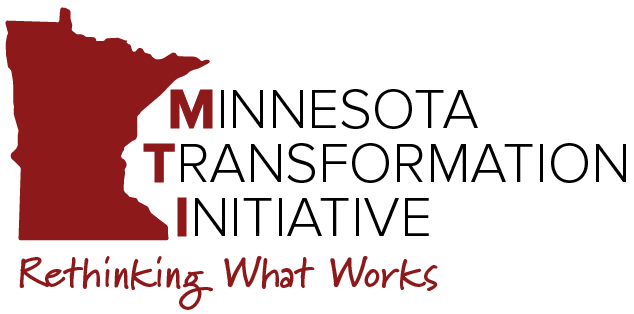 MINNESOTA
TRANSFORMATION
INITIATIVE
Rethinking What Works